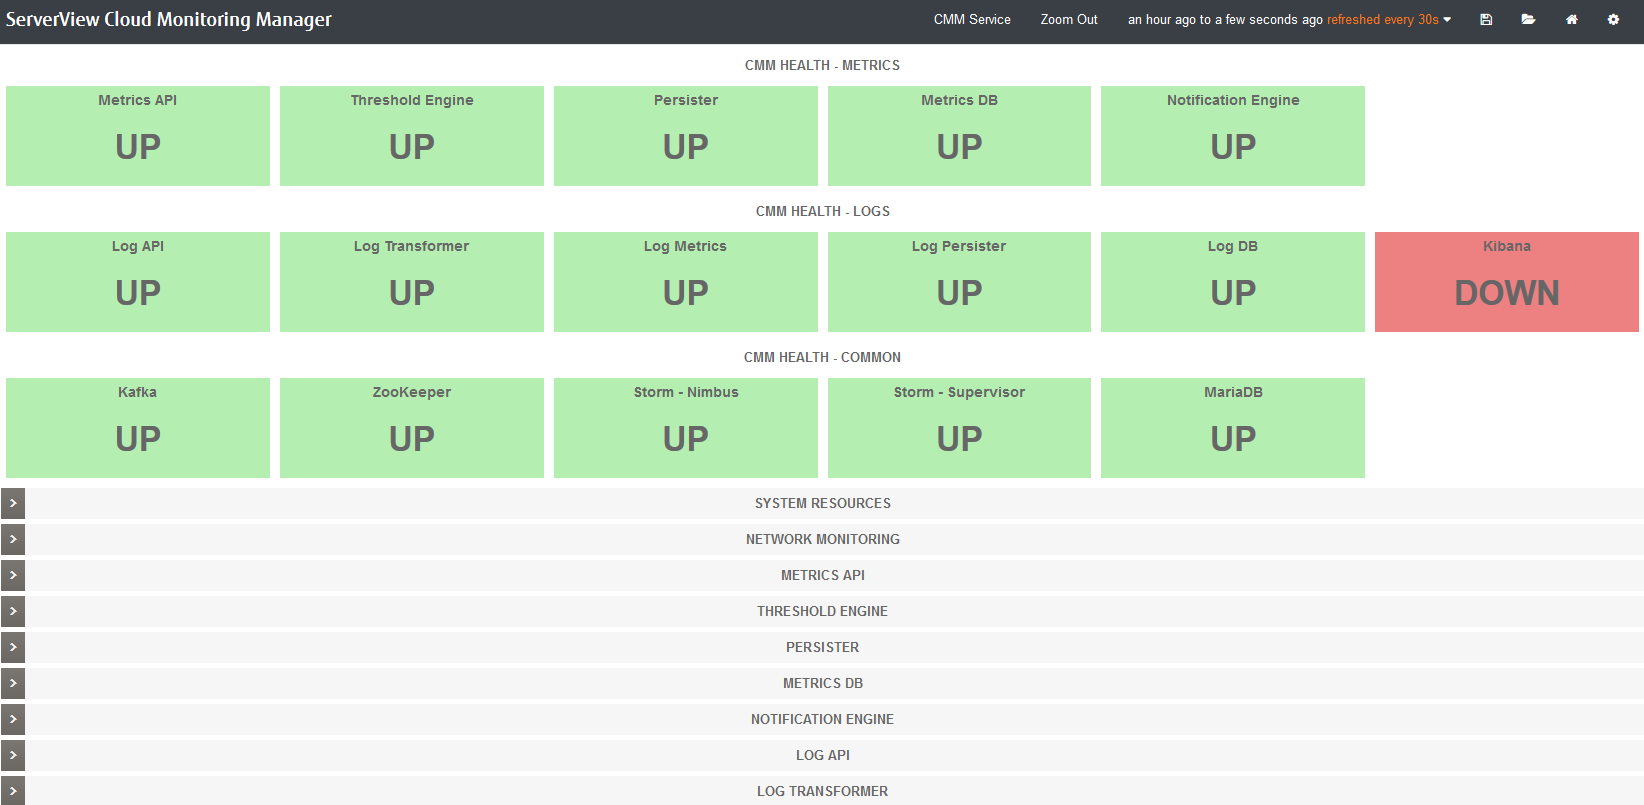 ServerView Cloud Monitoring Manager
CMM Service Zoom Out an hour ago to a few seconds ago refreshed every 30s
CMM HEALTH - METRICS
Metrics API Threshold Engine Persister Metrics DB Notification Engine
UP UP UP UP UP
CMM HEALTH - LOGS
Log API Log Transformer Log Metrics Log Persister Log DB Kibana
UP UP UP UP UP DOWN
CMM HEALTH - COMMON
Kafka ZooKeeper Storm - Nimbus Storm - Supervisor MariaDB
UP UP UP UP UP
SYSTEM RESOURCES
NETWORK MONITORING
METRICS API
THRESHOLD ENGINE
PERSISTER
METRICS DB
NOTIFICATION ENGINE
LOG API
LOG TRANSFORMER